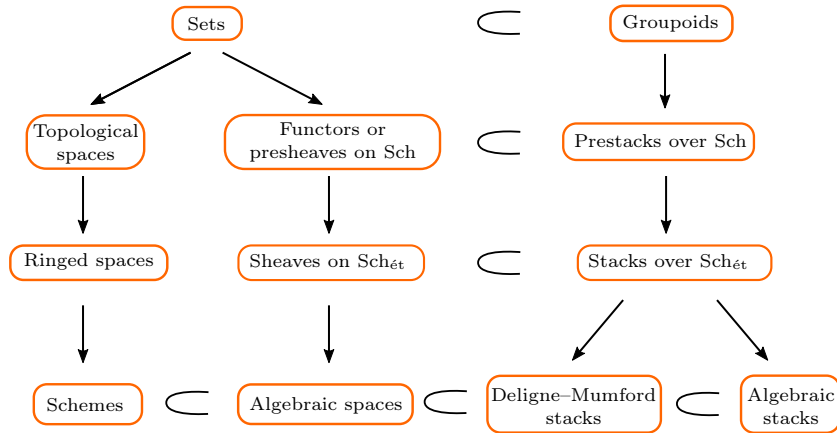 Sets
Groupoids
Topological
spaces
Functors or
presheaves on Sch
Prestacks over Sch
Ringed spaces
Sheaves on Schét
Stacks over Schét
Schemes
Algebraic spaces
Deligne–Mumford
stacks
Algebraic
stacks